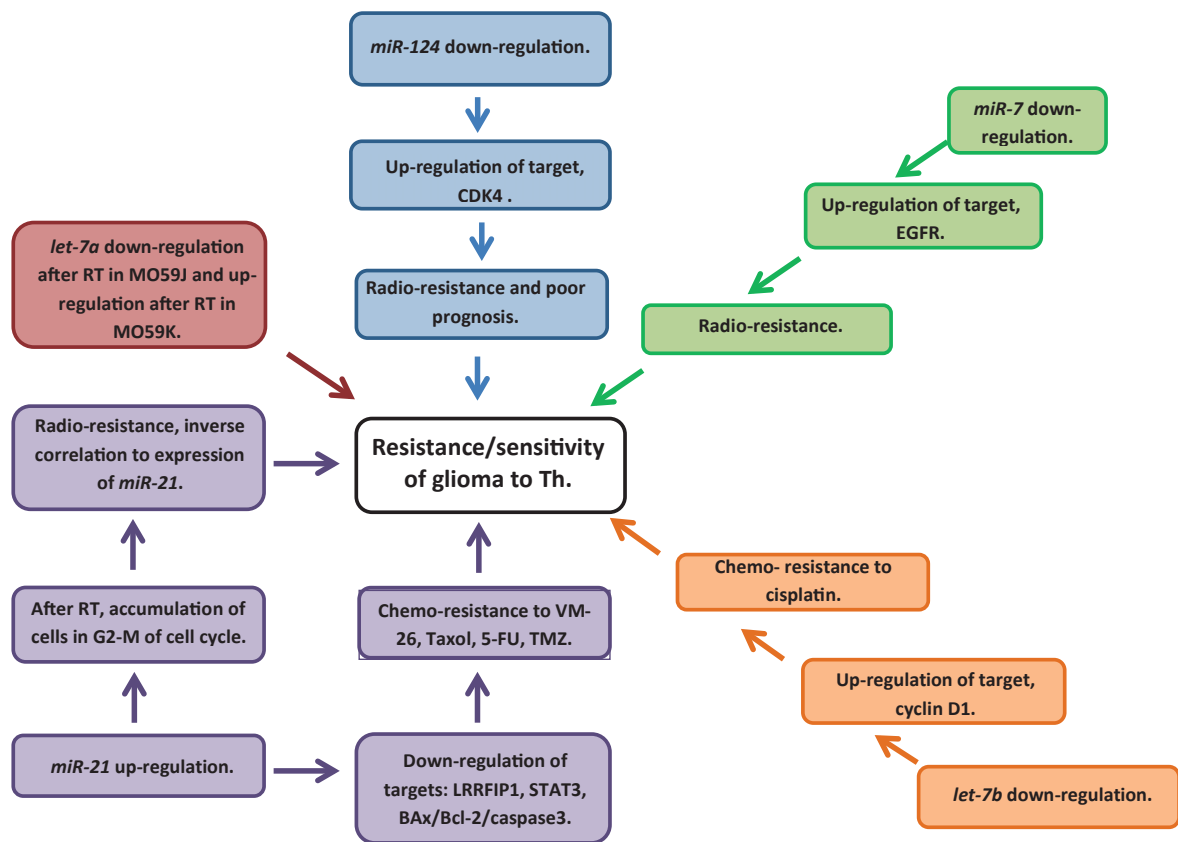 miR-124 down-regulation.
Up-regulation of target,
CDK4 .
Radio-resistance and poor
prognosis.
miR-7 down-
regulation.
Up-regulation of target,
EGFR.
Radio-resistance.
let-7a down-regulation
after RT in MO59J and up-
regulation after RT in
MO59K.
Radio-resistance, inverse
correlation to expression
of miR-21.
Resistance/sensitivity
of glioma to Th.
After RT, accumulation of
cells in G2-M of cell cycle.
Chemo-resistance to VM-
26, Taxol, 5-FU, TMZ.
miR-21 up-regulation.
Down-regulation of
targets: LRRFIP1, STAT3,
BAx/Bcl-2/caspase3.
Chemo- resistance to
cisplatin.
Up-regulation of target,
cyclin D1.
let-7b down-regulation.